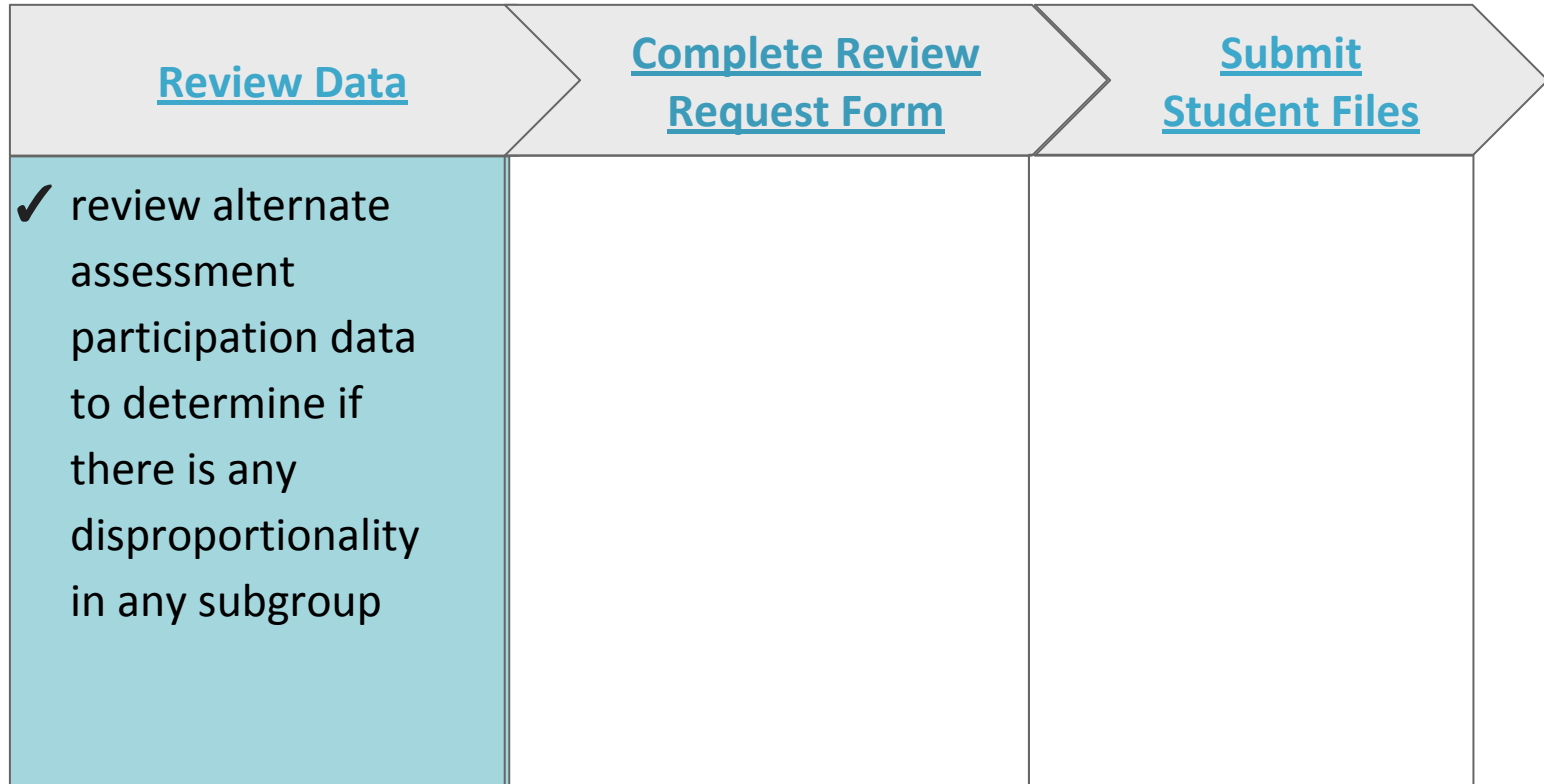 Review Data
Complete Review
Request Form
Submit
Student Files
✓ review alternate
assessment
participation data
to determine if
there is any
disproportionality
in any subgroup